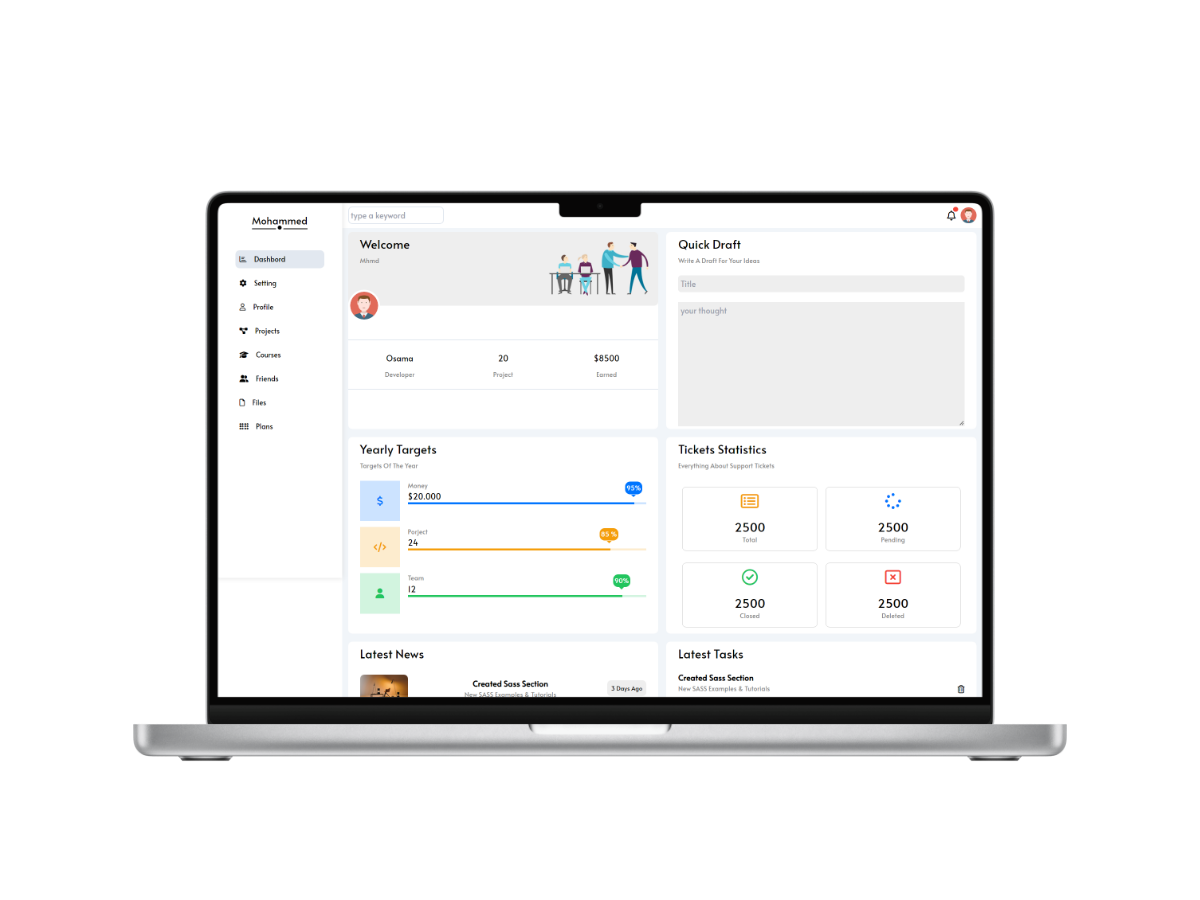 Mohammed
Dashbord
Setting
Profile
Projects
Courses
Friends
Files
Plans
type a keyword
Welcome
Mhmd
Osama
Developer
20
Project
$8500
Earned
Quick Draft
Write A Draft For Your Ideas
Title
your thought
Yearly Targets
Targets Of The Year
$
Money
$20.000
95%
</>
Porject
24
85 %
Team
12
90%
Tickets Statistics
Everything About Support Tickets
2500
Total
2500
Pending
2500
Closed
2500
Deleted
Latest News
Created Sass Section
New SASS Examples & Tutorials
3 Days Ago
Latest Tasks
Created Sass Section
New SASS Examples & Tutorials